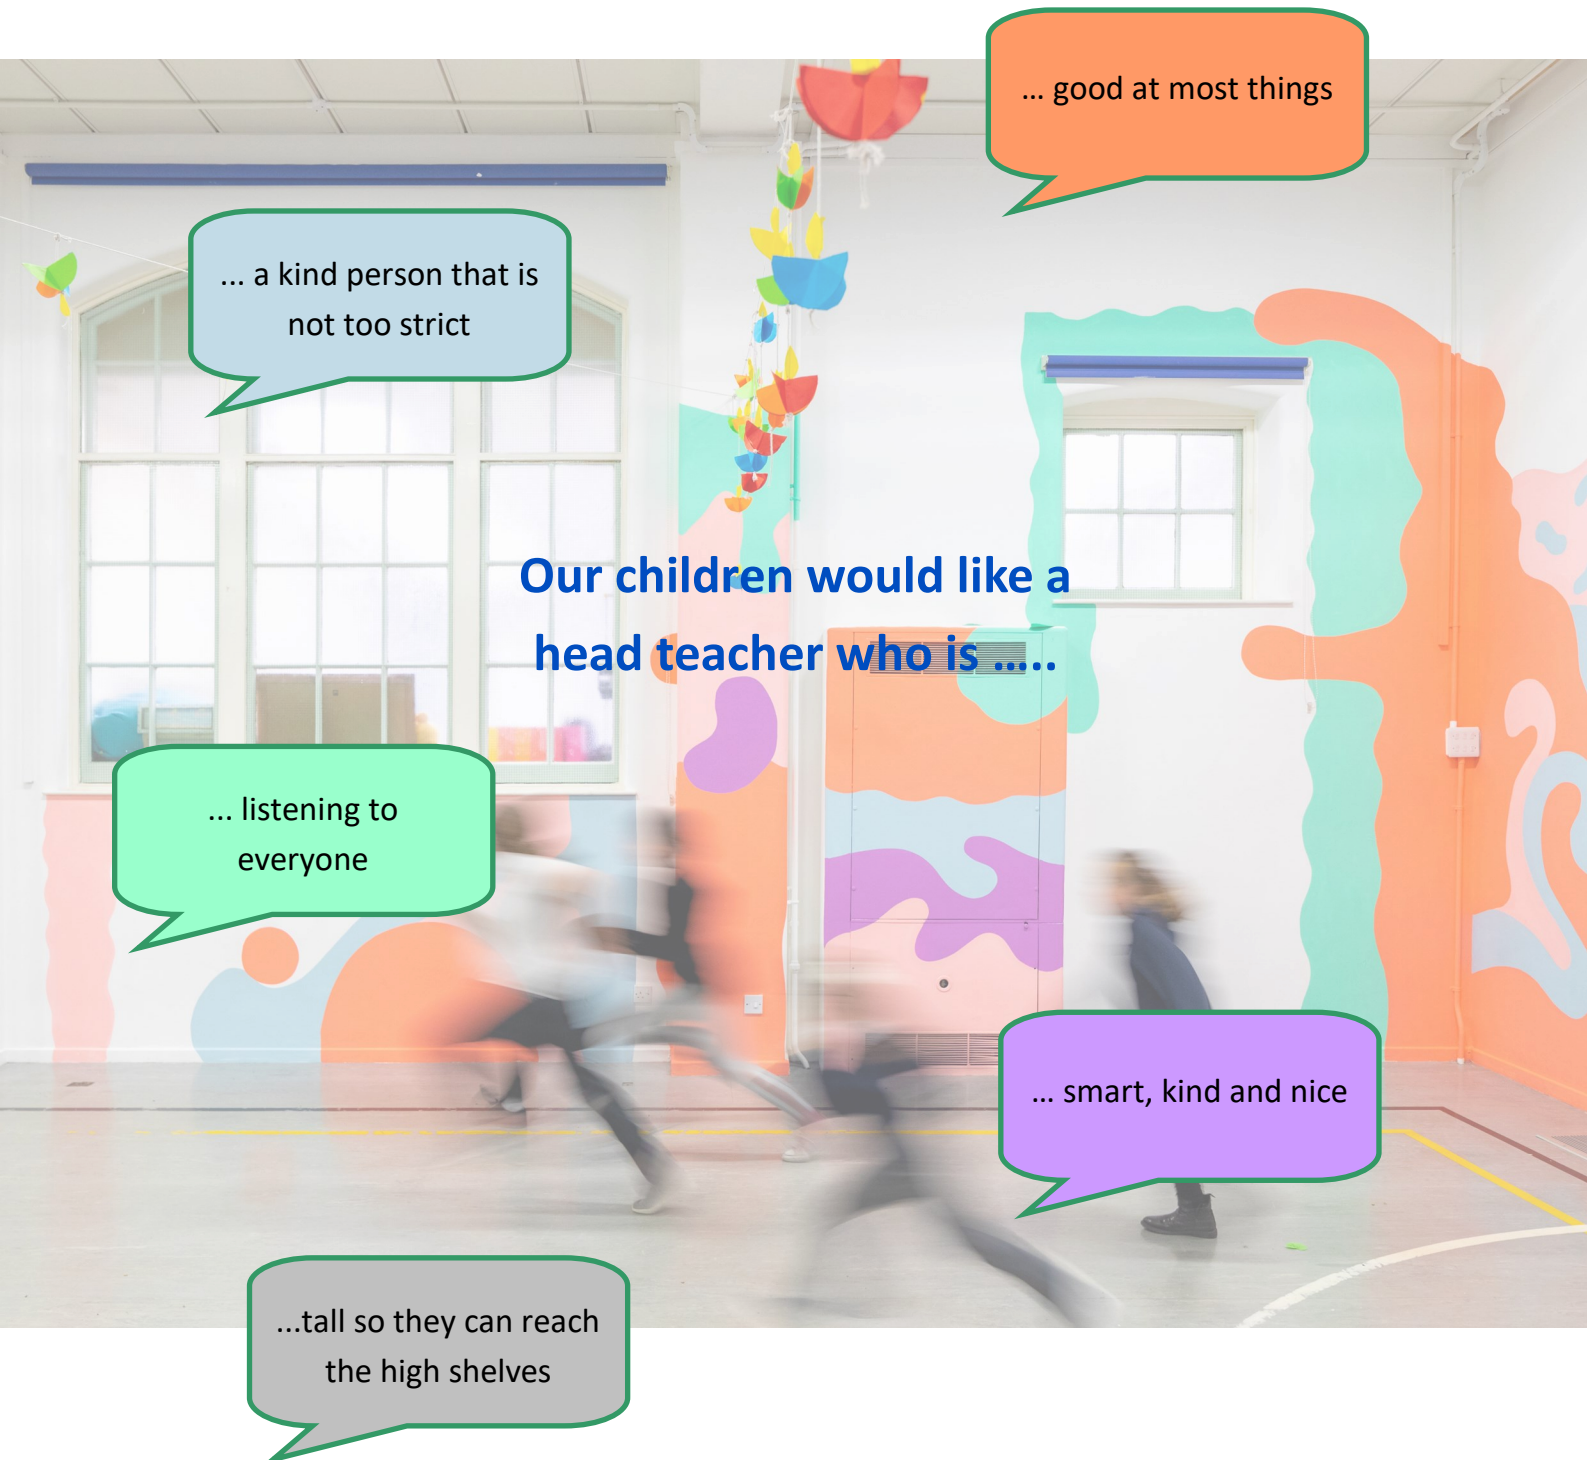 ... good at most things
... a kind person that is
not too strict
Our children would like a
head teacher who is .....
... listening to
everyone
... smart, kind and nice
...tall so they can reach
the high shelves